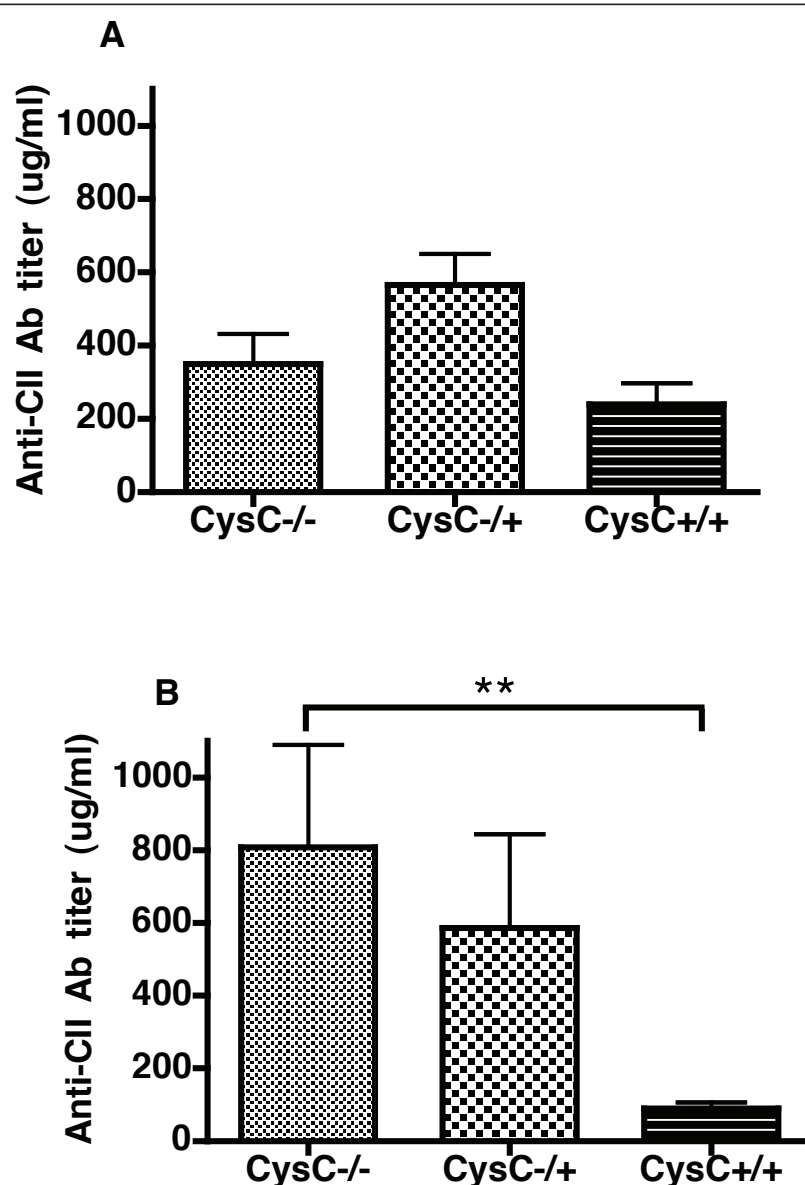 A
Anti-CII Ab titer (ug/ml)
1000
800
600
400
200
0
CysC-/- CysC-/+ CysC+/+
B
**
Anti-CII Ab titer (ug/ml)
1000
800
600
400
200
0
CysC-/- CysC-/+ CysC+/+